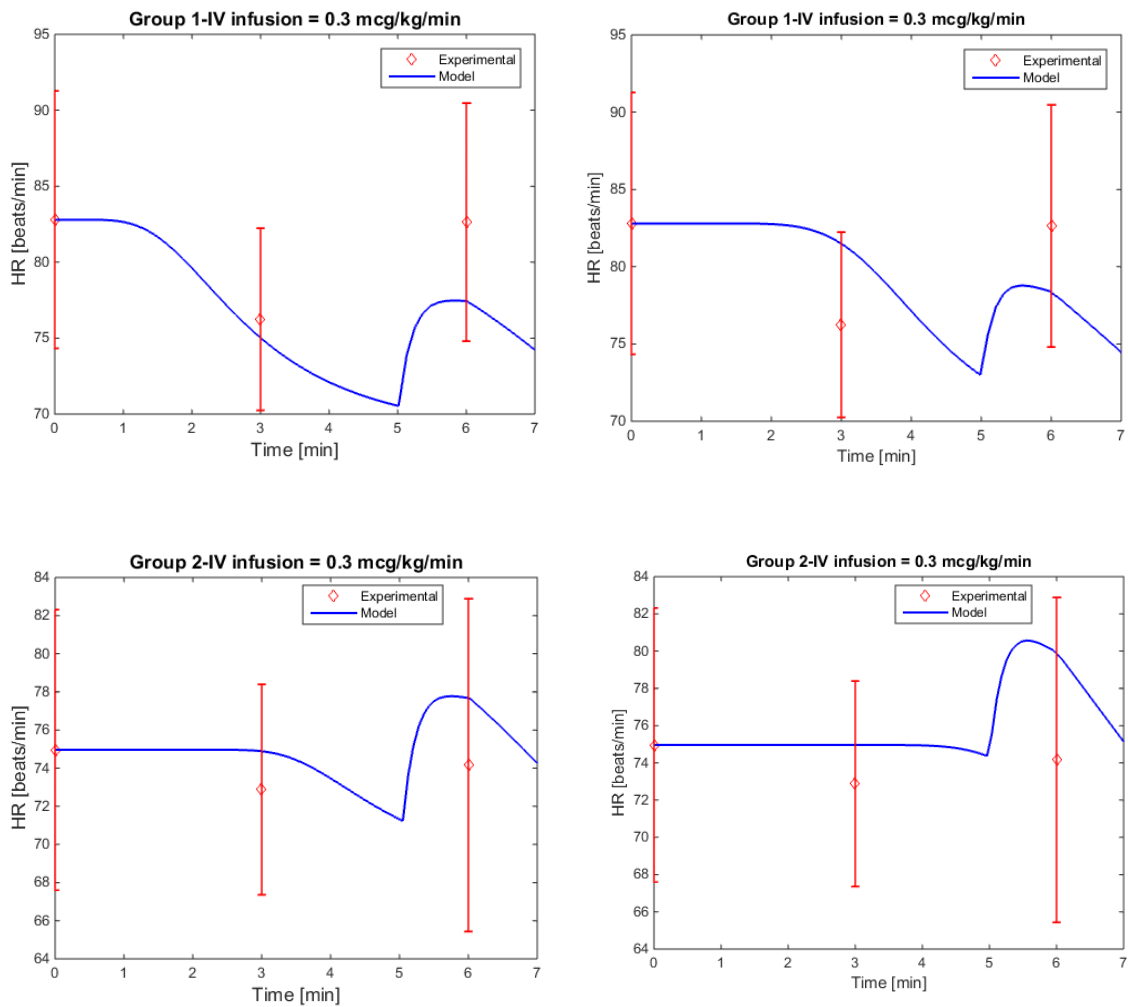 Group 1-IV infusion = 0.3 mcg/kg/min
95
90
85
80
75
70
HR [beats/min]
Experimental
Model
0 1 2 3 4 5 6 7
Time [min]
Group 1-IV infusion = 0.3 mcg/kg/min
95
90
85
80
75
70
HR [beats/min]
Experimental
Model
0 1 2 3 4 5 6 7
Time [min]
Group 2-IV infusion = 0.3 mcg/kg/min
84
82
80
78
76
74
72
70
68
66
64
HR [beats/min]
Experimental
Model
0 1 2 3 4 5 6 7
Time [min]
Group 2-IV infusion = 0.3 mcg/kg/min
84
82
80
78
76
74
72
70
68
66
64
HR [beats/min]
Experimental
Model
0 1 2 3 4 5 6 7
Time [min]